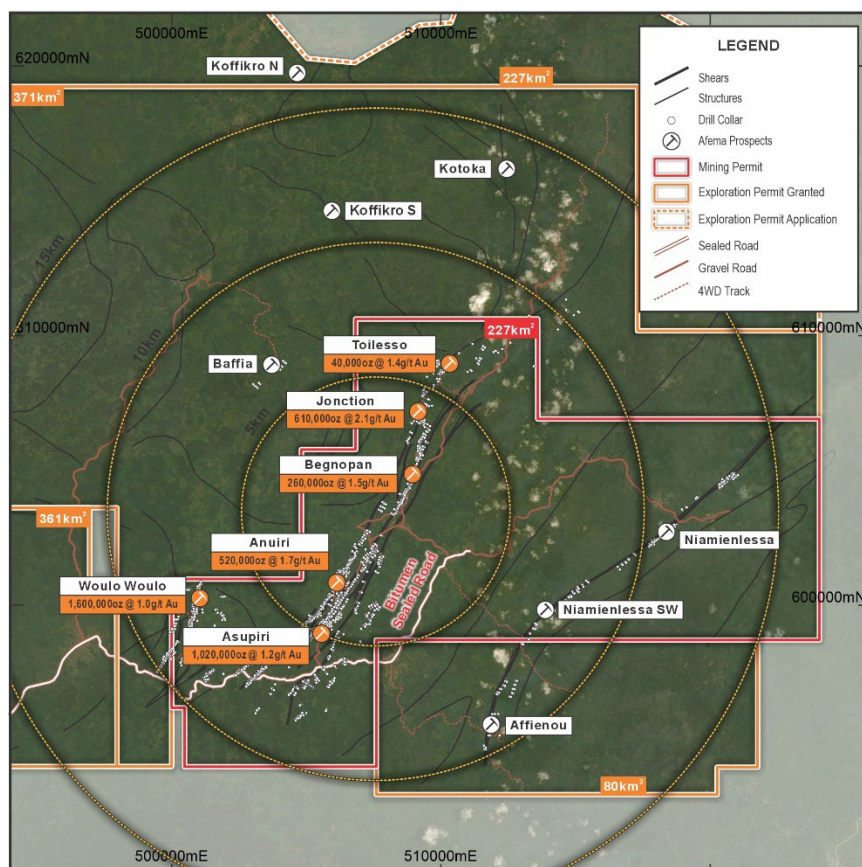 500000mE
510000mE
620000mN
Koffikro N
371km²
227km²
LEGEND
Shears
Structures
Drill Collar
Afema Prospects
Mining Permit
Exploration Permit Granted
Exploration Permit Application
Sealed Road
Gravel Road
4WD Track
Kotoka
Koffikro S
15km
10km
5km
310000mN
610000mN
227km²
Toilesso
40,000oz @ 1.4g/t Au
Baffia
Jonction
610,000oz @ 2.1g/t Au
Begnopan
260,000oz @ 1.5g/t Au
361km²
Anuiri
520,000oz @ 1.7g/t Au
Niamienlessa
Woulo Woulo
1,600,000oz @ 1.0g/t Au
Bitumen
Sealed Road
Niamienlessa SW
600000mN
Asupiri
1,020,000oz @ 1.2g/t Au
Affienou
80km²
500000mE
510000mE